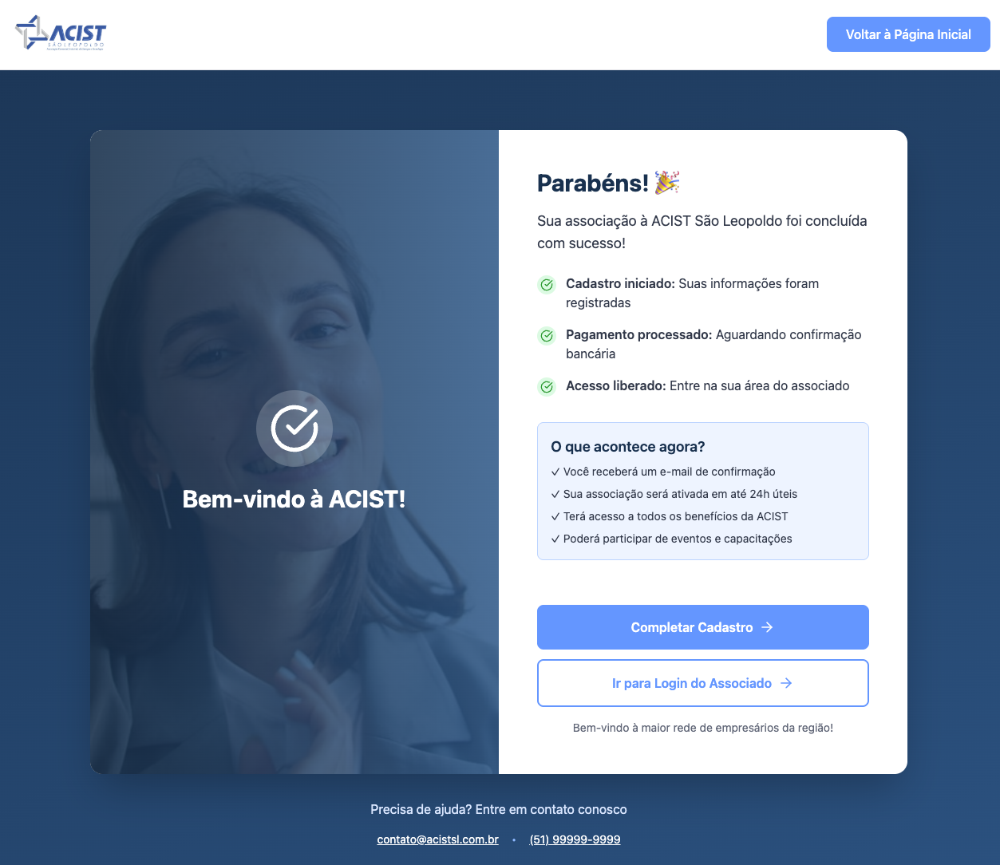 ACIST
SÃO LEOPOLDO
Voltar à Página Inicial
Bem-vindo à ACIST!
Parabéns! 🎉
Sua associação à ACIST São Leopoldo foi concluída
com sucesso!
Cadastro iniciado: Suas informações foram
registradas
Pagamento processado: Aguardando confirmação
bancária
Acesso liberado: Entre na sua área do associado
O que acontece agora?
✓ Você receberá um e-mail de confirmação
✓ Sua associação será ativada em até 24h úteis
✓ Terá acesso a todos os benefícios da ACIST
✓ Poderá participar de eventos e capacitações
Completar Cadastro →
Ir para Login do Associado →
Bem-vindo à maior rede de empresários da região!
Precisa de ajuda? Entre em contato conosco
contato@acistsl.com.br • (51) 99999-9999